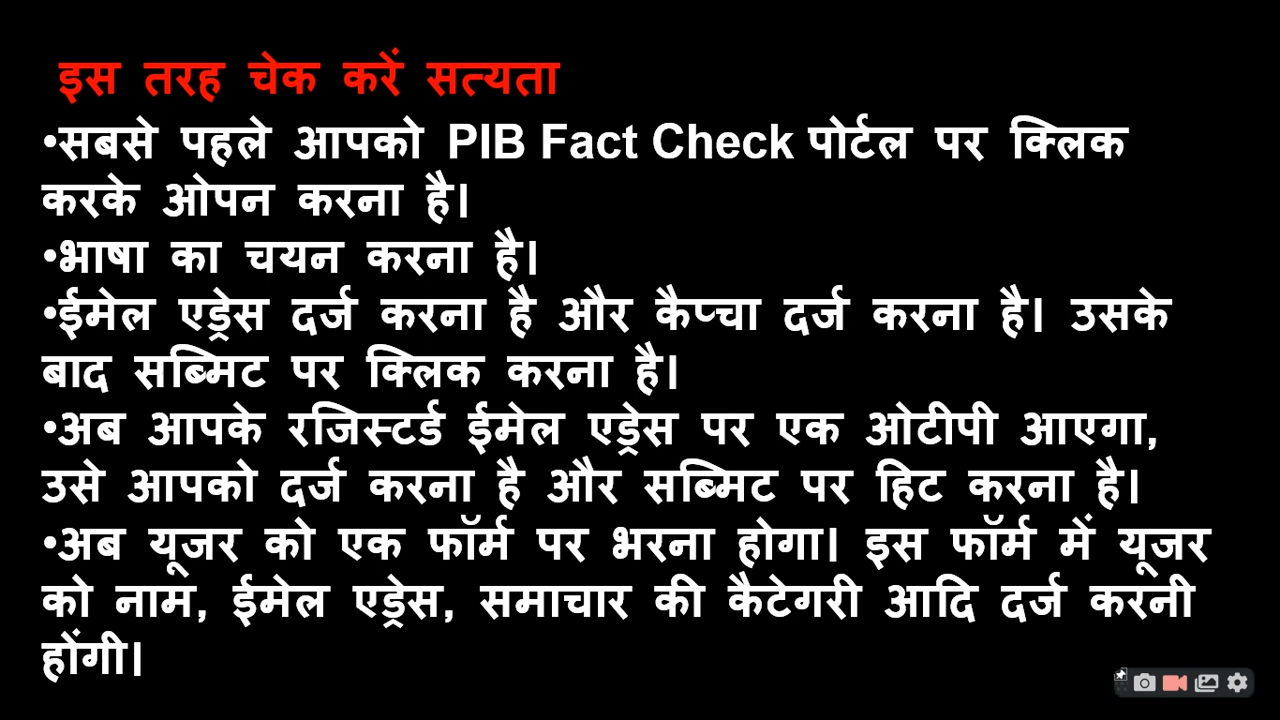 इस तरह चेक करें सत्यता
•सबसे पहले आपको PIB Fact Check पोर्टल पर क्लिक
करके ओपन करना है।
•भाषा का चयन करना है।
•ईमेल एड्रेस दर्ज करना है और कैप्चा दर्ज करना है। उसके
बाद सब्मिट पर क्लिक करना है।
•अब आपके रजिस्टर्ड ईमेल एड्रेस पर एक ओटीपी आएगा,
उसे आपको दर्ज करना है और सब्मिट पर हिट करना है।
•अब यूजर को एक फॉर्म पर भरना होगा। इस फॉर्म में यूजर
को नाम, ईमेल एड्रेस, समाचार की कैटेगरी आदि दर्ज करनी
होंगी।